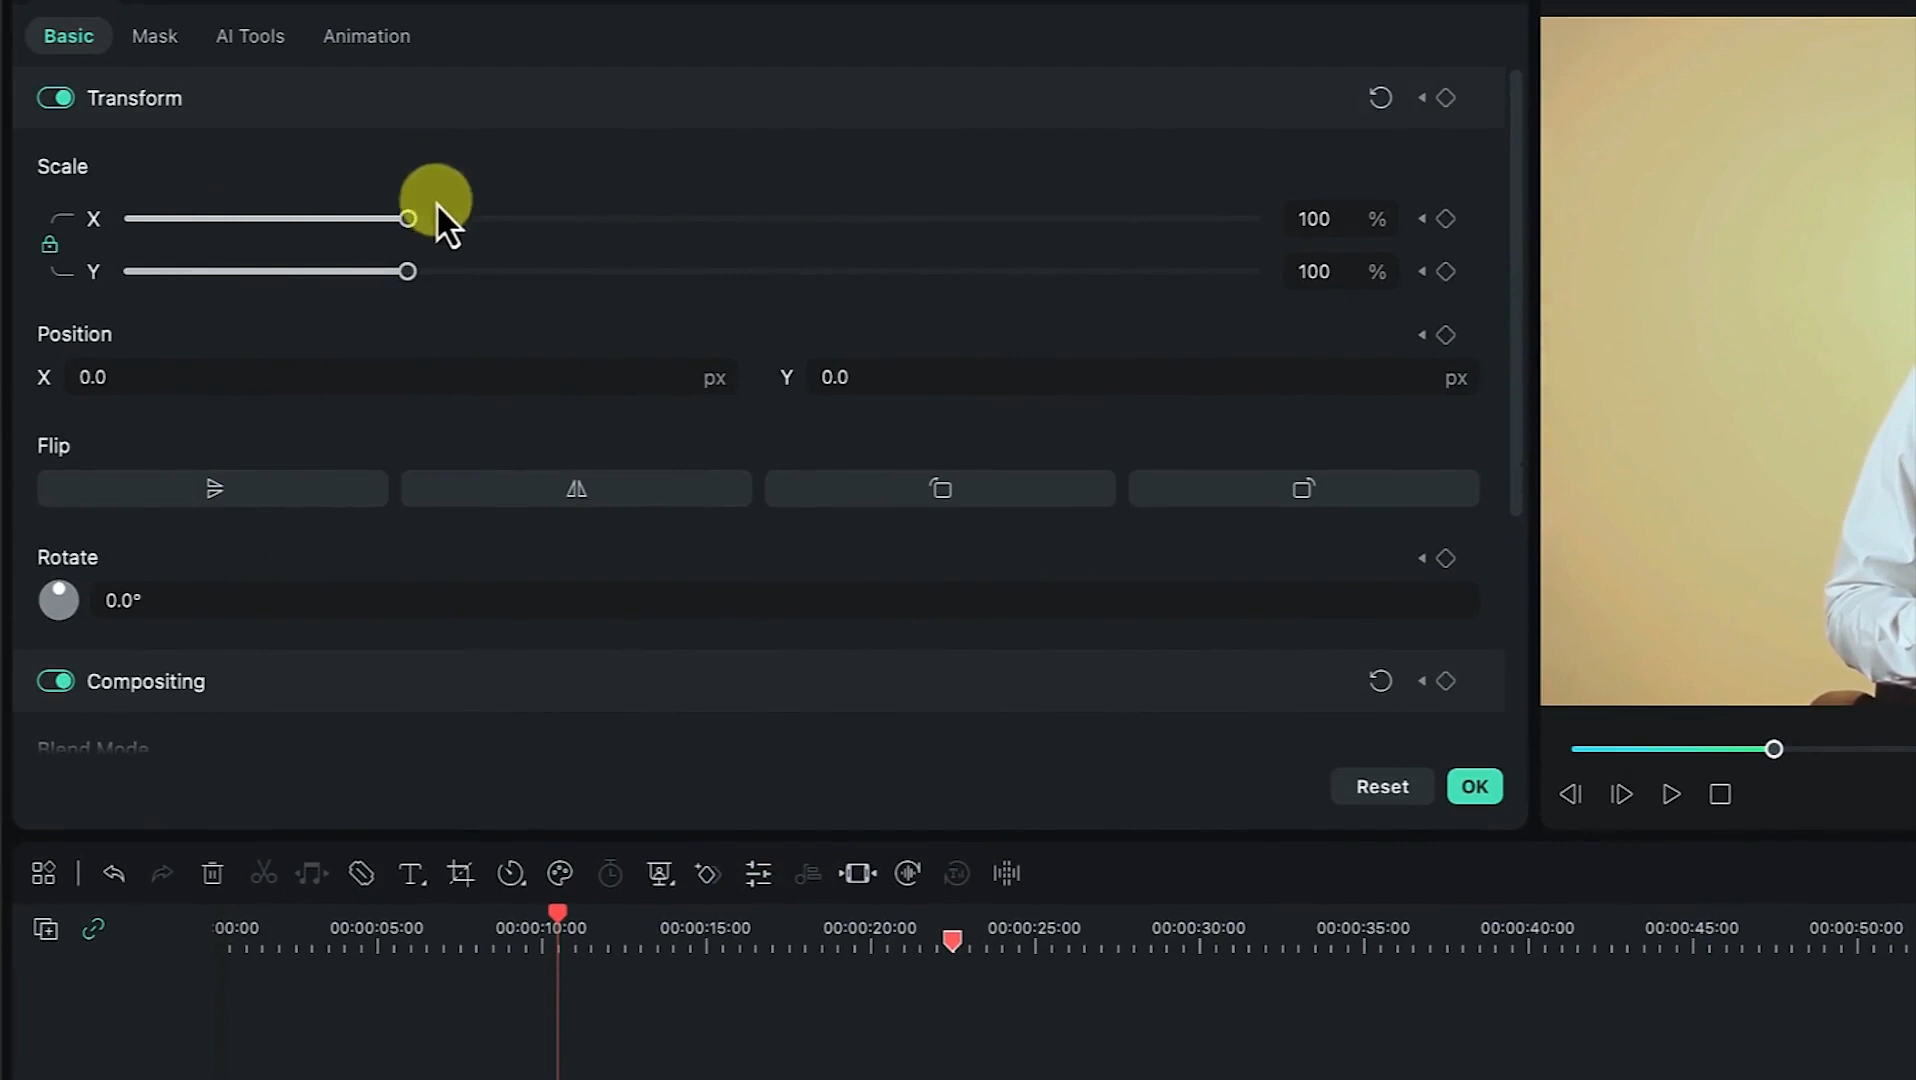 Basic Mask AI Tools Animation
Transform
Scale
X 100 %
Y 100 %
Position
X 0.0 px Y 0.0 px
Flip
Rotate
0.0°
Compositing
Blend Mode
Reset OK
:00:00 00:00:05:00 00:00:10:00 00:00:15:00 00:00:20:00 00:00:25:00 00:00:30:00 00:00:35:00 00:00:40:00 00:00:45:00 00:00:50:00